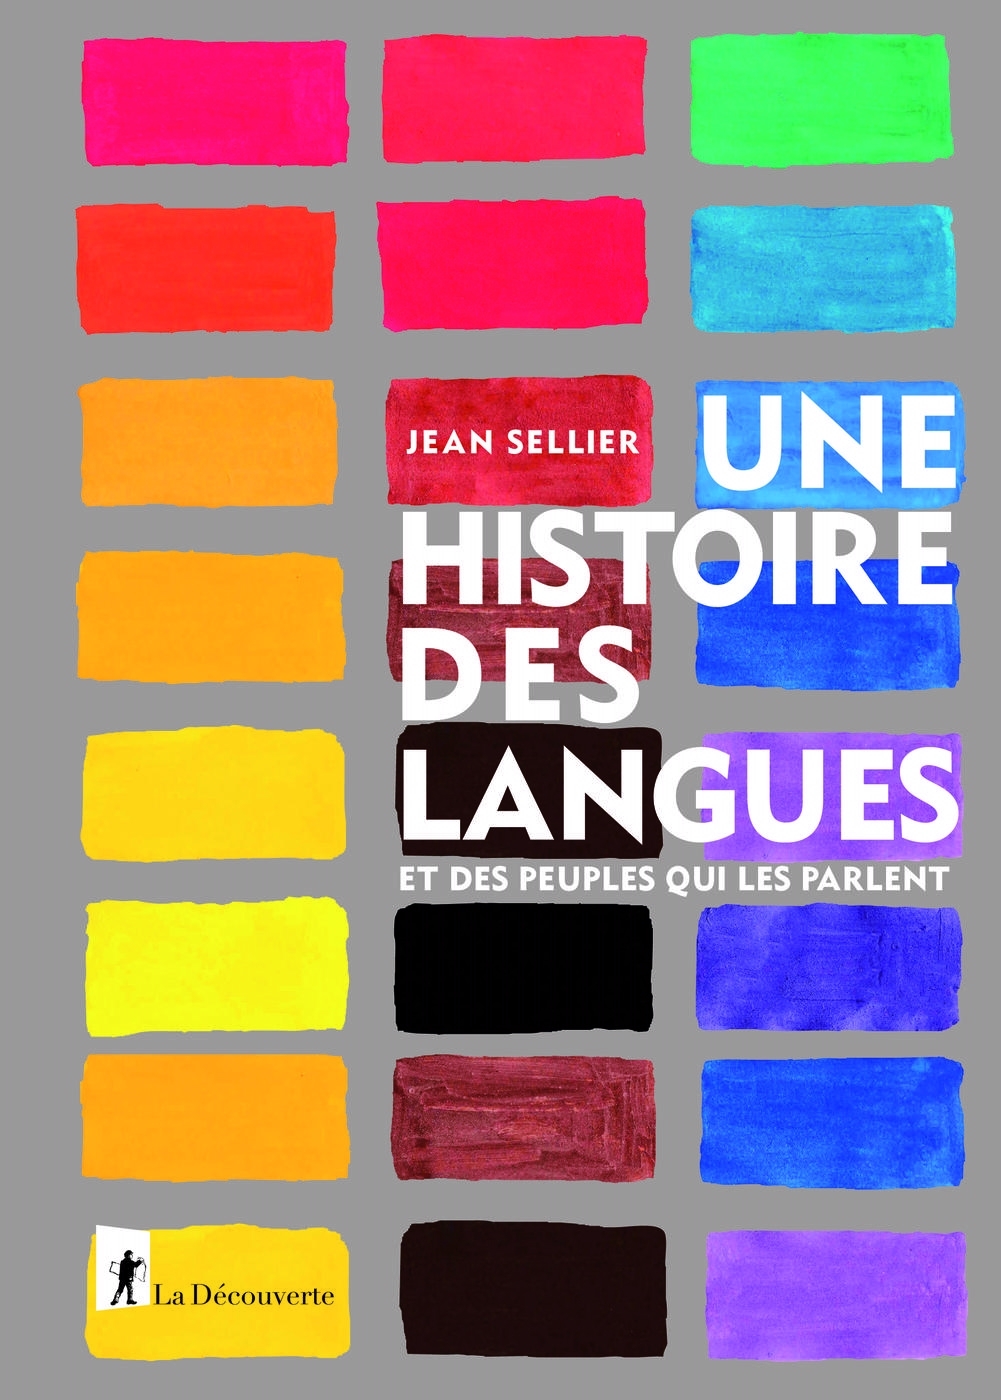 JEAN SELLIER
UNE
HISTOIRE
DES
LANGUES
ET DES PEUPLES QUI LES PARLENT
La Découverte